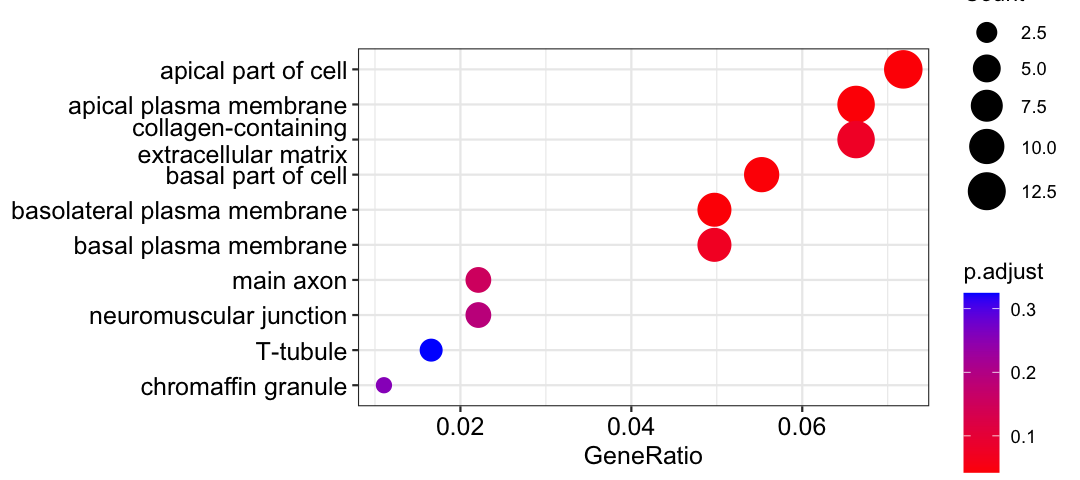 2.5
5.0
7.5
10.0
12.5
apical part of cell
apical plasma membrane
collagen-containing
extracellular matrix
basal part of cell
basolateral plasma membrane
basal plasma membrane
main axon
neuromuscular junction
T-tubule
chromaffin granule
0.02 0.04 0.06
GeneRatio
p.adjust
0.3
0.2
0.1